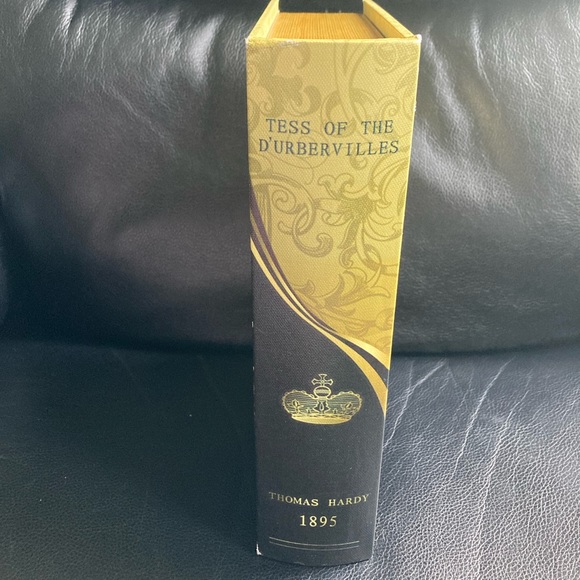 TESS OF THE
D'URBERVILLES
THOMAS HARDY
1895